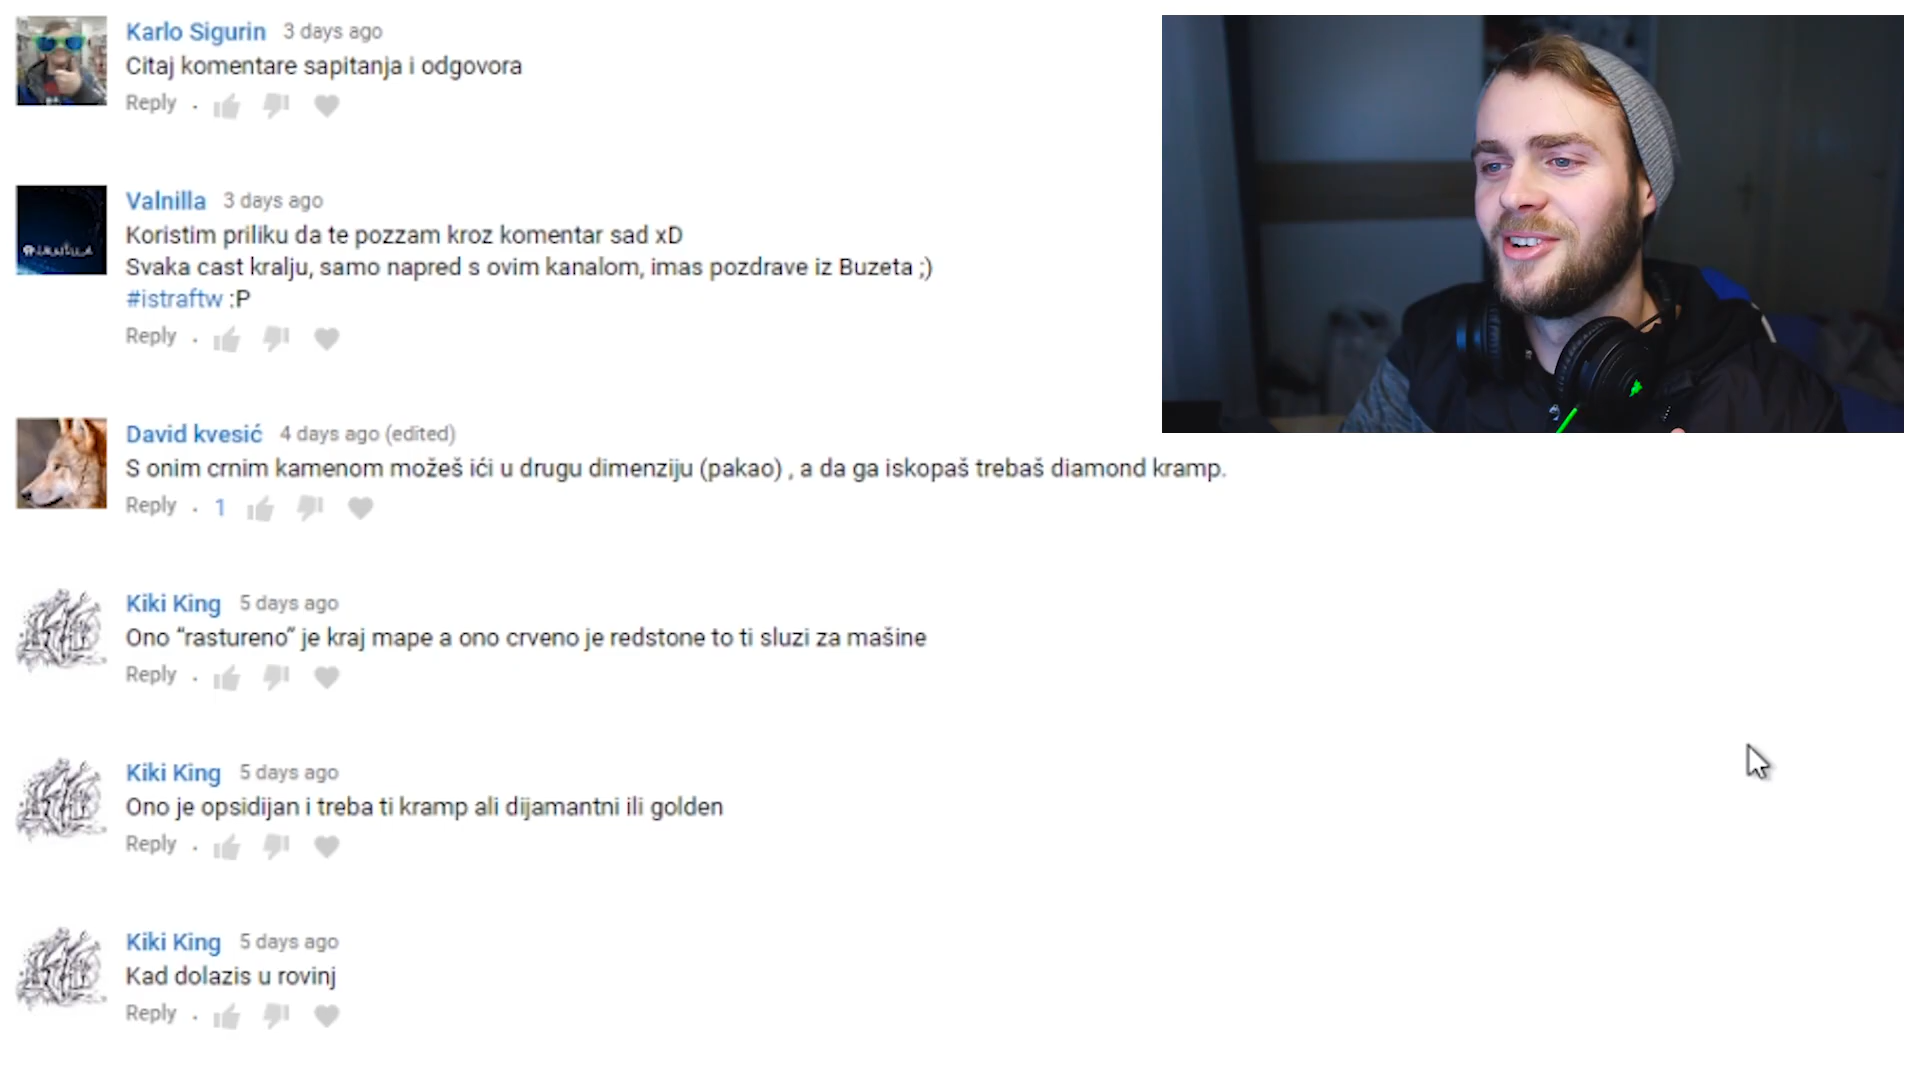 Karlo Sigurin 3 days ago
Citaj komentare sapitanja i odgovora
Reply
Valnilla 3 days ago
Koristim priliku da te pozzam kroz komentar sad xD
Svaka cast kralju, samo napred s ovim kanalom, imas pozdrave iz Buzeta ;)
#istraftw :P
Reply
David kvesić 4 days ago (edited)
S onim crnim kamenom možeš ići u drugu dimenziju (pakao) , a da ga iskopaš trebaš diamond kramp.
Reply . 1
Kiki King 5 days ago
Ono “rastureno” je kraj mape a ono crveno je redstone to ti sluzi za mašine
Reply
Kiki King 5 days ago
Ono je opsidijan i treba ti kramp ali dijamantni ili golden
Reply
Kiki King 5 days ago
Kad dolazis u rovinj
Reply